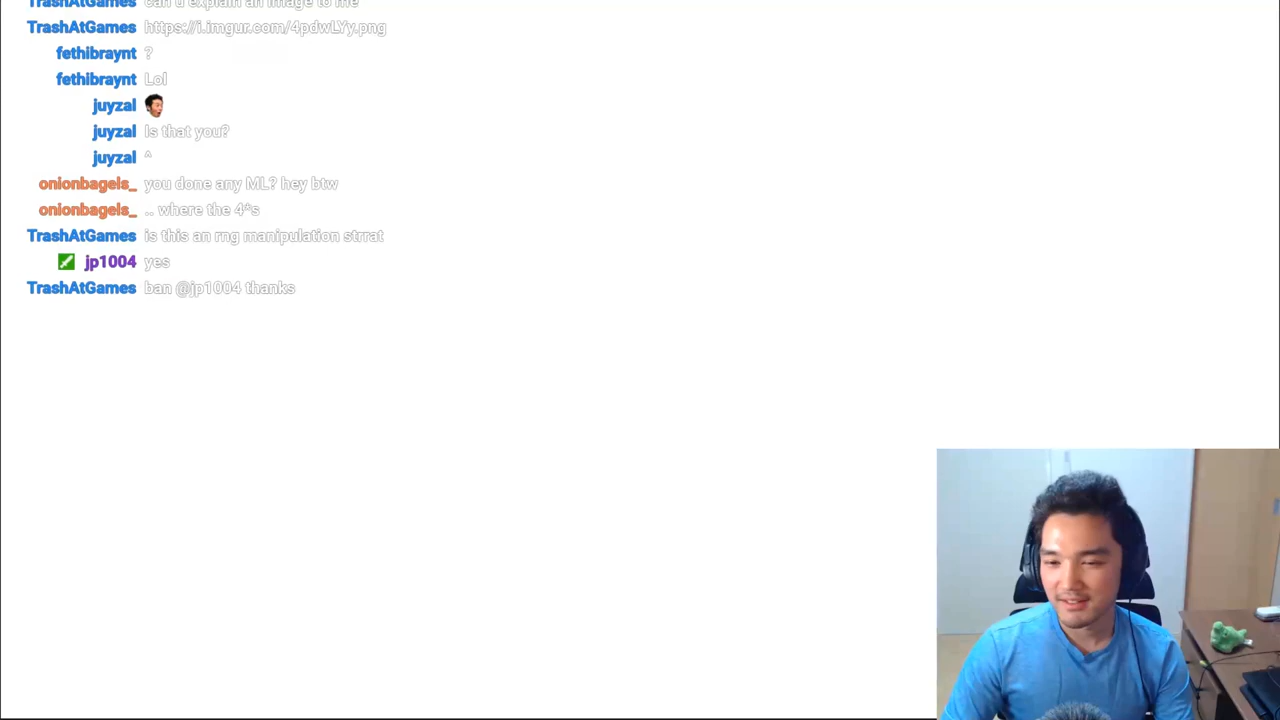 TrashAtGames can u explain an image to me
TrashAtGames https://i.imgur.com/4pdwLYy.png
fethibraynt ?
fethibraynt Lol
juyzal
juyzal Is that you?
juyzal ^
onionbagels_ you done any ML? hey btw
onionbagels_ .. where the 4*s
TrashAtGames is this an rng manipulation strrat
jp1004 yes
TrashAtGames ban @jp1004 thanks